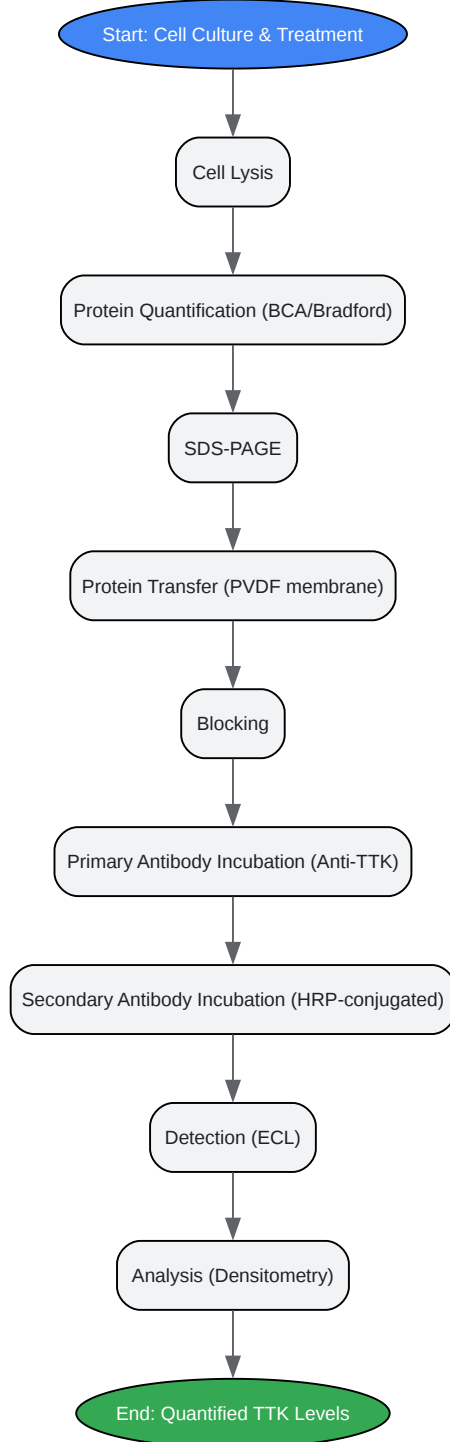 Start: Cell Culture & Treatment
Cell Lysis
Protein Quantification (BCA/Bradford)
SDS-PAGE
Protein Transfer (PVDF membrane)
Blocking
Primary Antibody Incubation (Anti-TTK)
Secondary Antibody Incubation (HRP-conjugated)
Detection (ECL)
Analysis (Densitometry)
End: Quantified TTK Levels